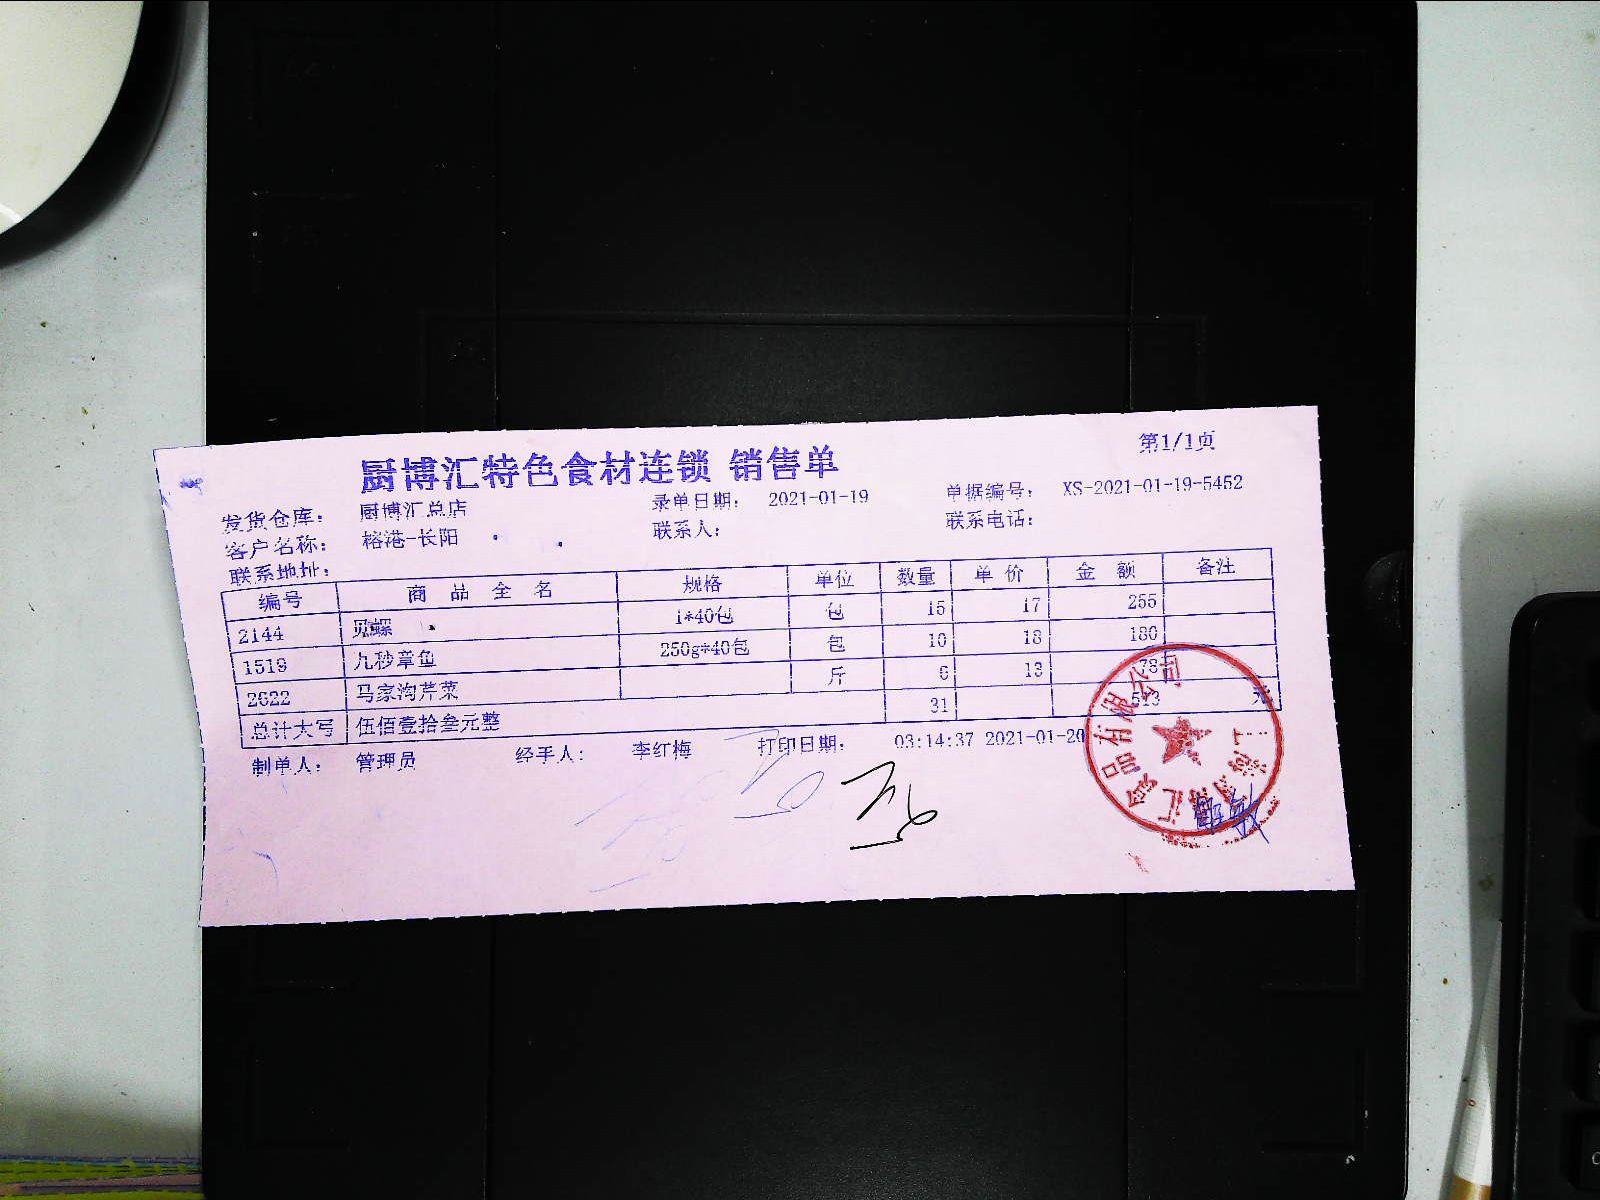 第1/1页
厨博汇特色食材连锁 销售单
发货仓库： 厨博汇总店 录单日期： 2021-01-19 单据编号： XS-2021-01-19-5452
客户名称： 榕港-长阳 联系人： 联系电话：
联系地址：
编号 商品全名 规格 单位 数量 单价 金额 备注
2144 觅螺 1*40包 包 15 17 255
1519 九秒章鱼 250g*40包 包 10 18 180
2622 马家沟芹菜 斤 6 13 78
总计大写 伍佰壹拾叁元整 31 513 元
制单人： 管理员 经手人： 李红梅 打印日期： 03:14:37 2021-01-20